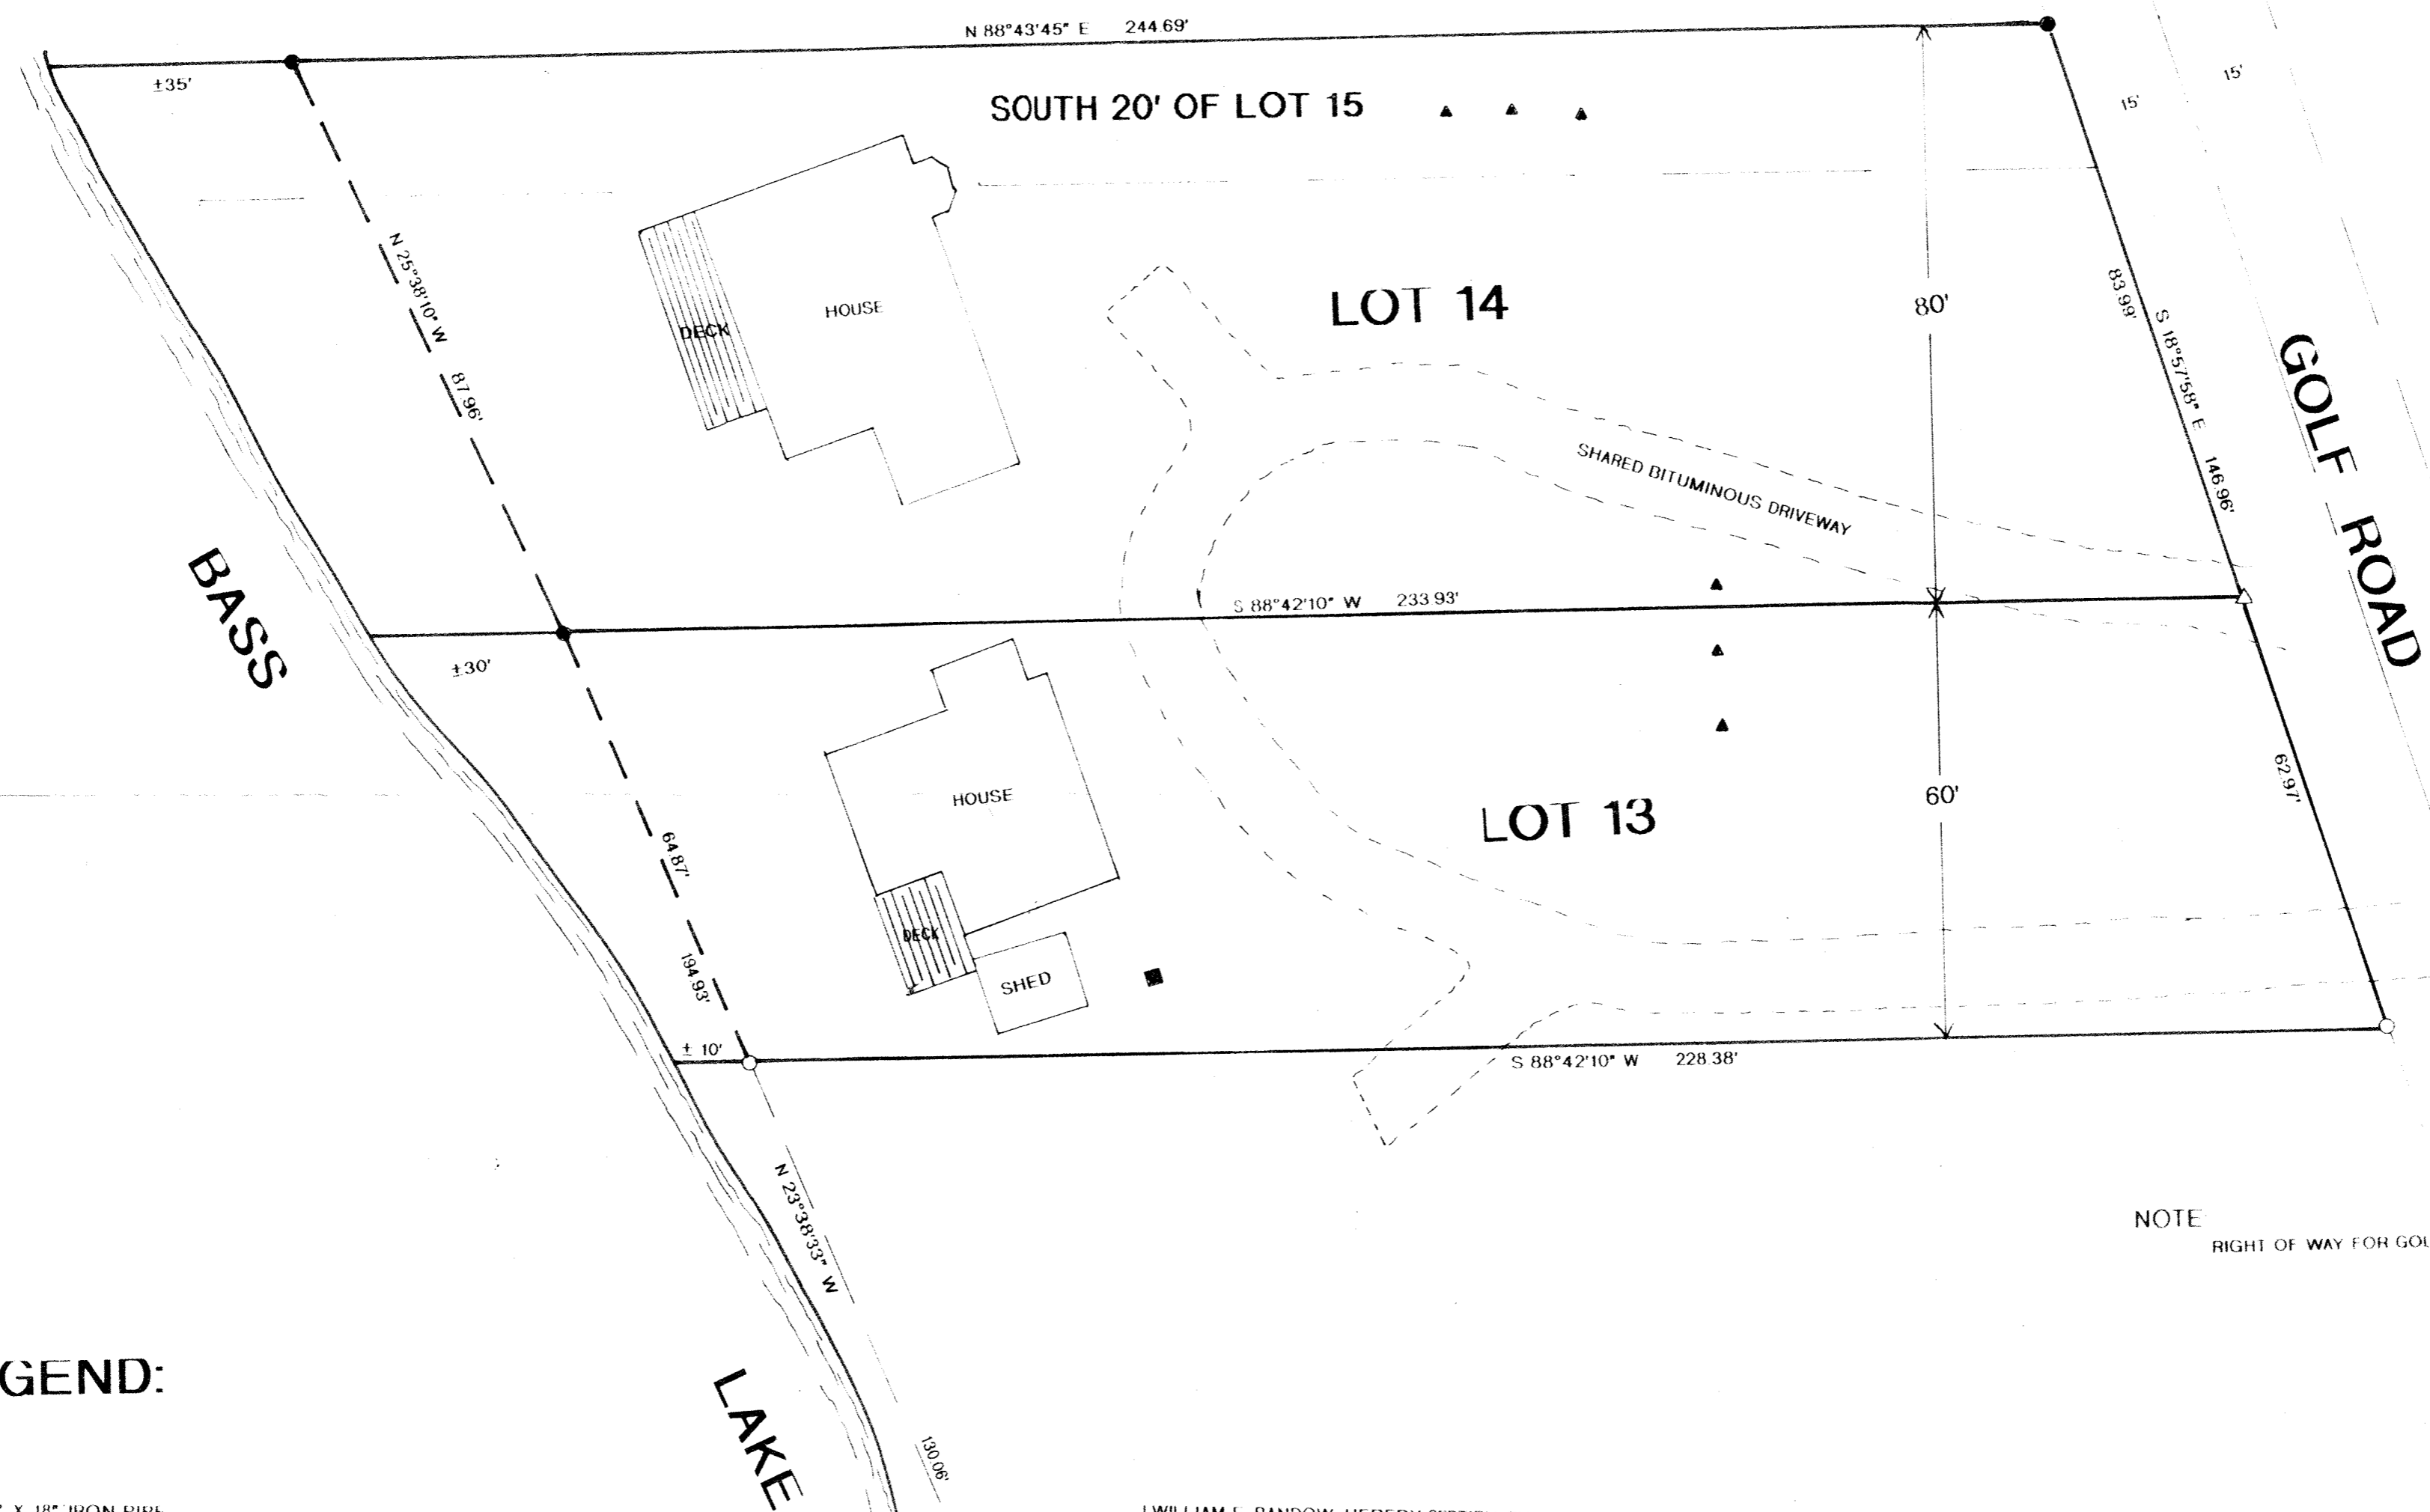 N 88°43'45" E 244.69'
±35'
15'
15'
SOUTH 20' OF LOT 15
N 25°38'10" W 87.96'
HOUSE
DECK
LOT 14
80'
83.99'
S 18°57'58" E 146.96'
GOLF ROAD
SHARED BITUMINOUS DRIVEWAY
S 88°42'10" W 233.93'
BASS
±30'
HOUSE
LOT 13
60'
62.97'
64.87'
194.93'
DECK
SHED
± 10'
S 88°42'10" W 228.38'
N 23°38'33" W
130.06'
NOTE
RIGHT OF WAY FOR GOL
GEND:
LAKE
X 18" IRON PIPE